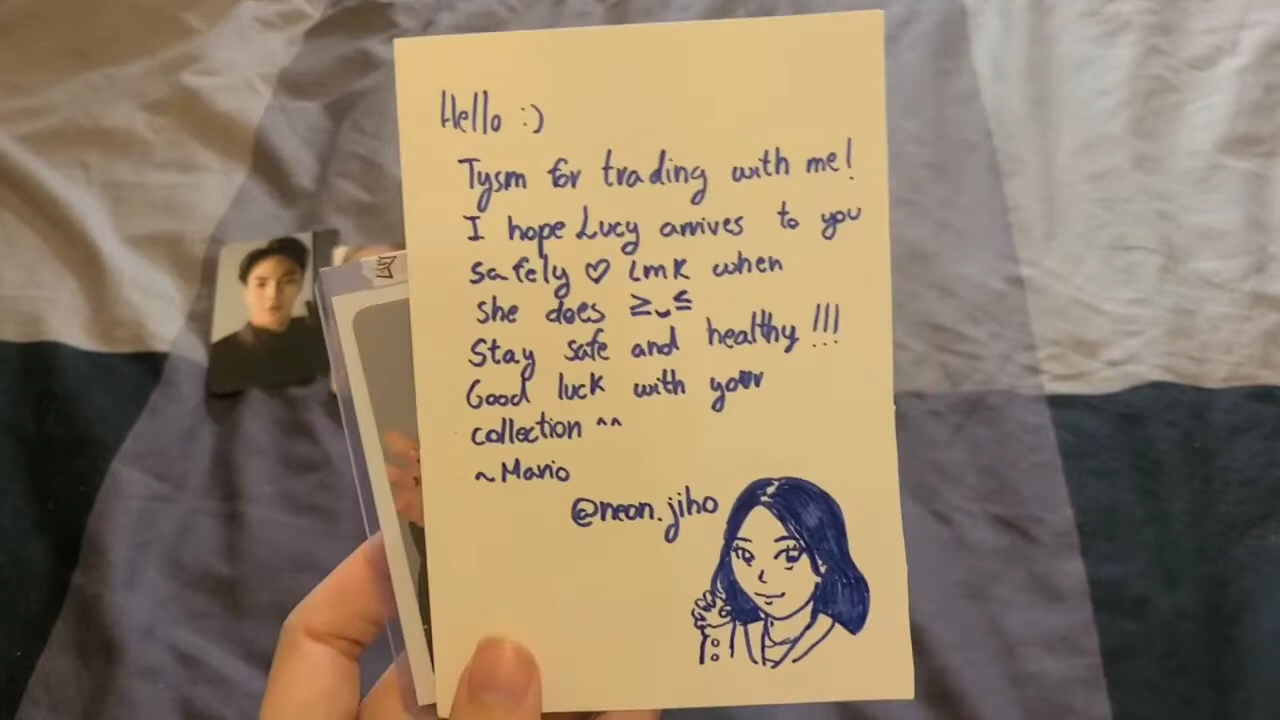 Hello :)
Tysm for trading with me!
I hope Lucy arrives to you
safely ♡ LMK when
she does ≥ᴗ≤
Stay safe and healthy!!!
Good luck with your
collection ^^
~Mario
@neon.jiho